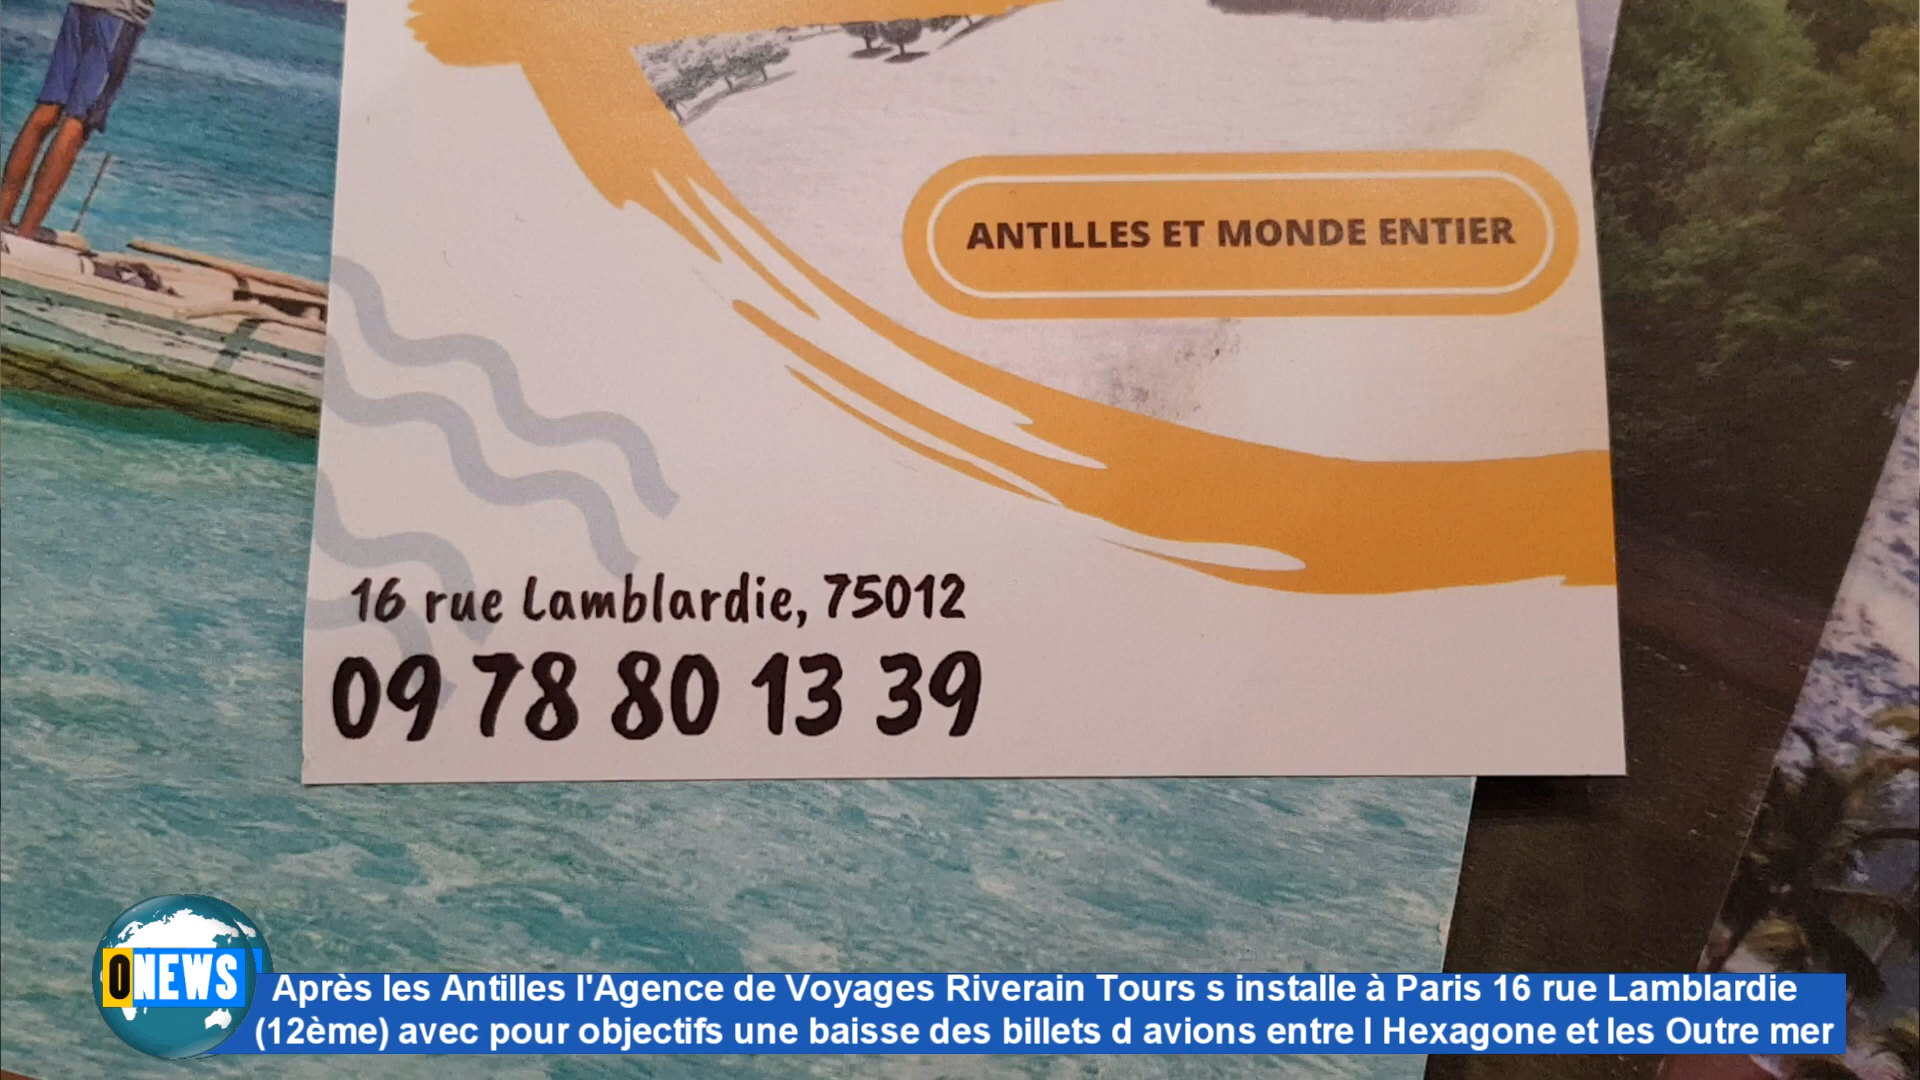 ANTILLES ET MONDE ENTIER
16 rue Lamblardie, 75012
09 78 80 13 39
ONEWS
Après les Antilles l'Agence de Voyages Riverain Tours s installe à Paris 16 rue Lamblardie
(12ème) avec pour objectifs une baisse des billets d avions entre l Hexagone et les Outre mer